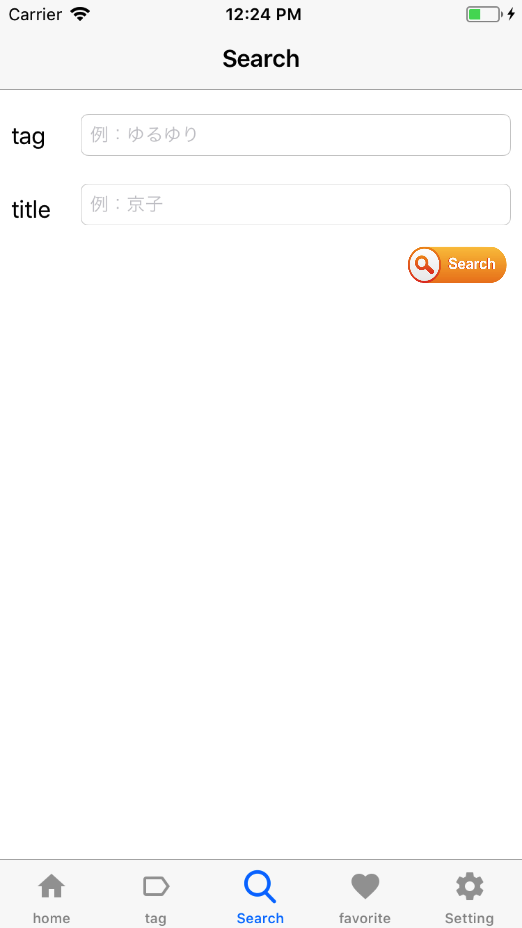 Carrier 12:24 PM
Search
tag 例：ゆるゆり
title 例：京子
Search
home tag Search favorite Setting